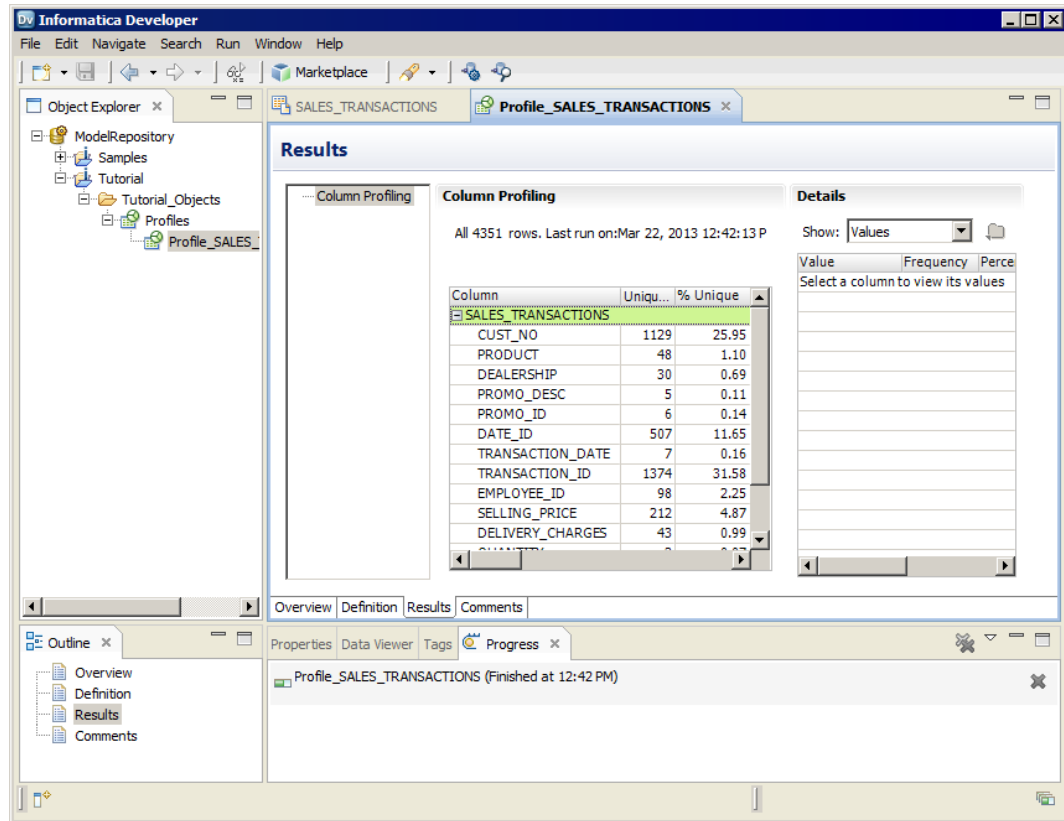 Dv Informatica Developer
File Edit Navigate Search Run Window Help
Marketplace
Object Explorer
ModelRepository
Samples
Tutorial
Tutorial_Objects
Profiles
Profile_SALES_
SALES_TRANSACTIONS
Profile_SALES_TRANSACTIONS
Results
Column Profiling
Column Profiling
All 4351 rows. Last run on:Mar 22, 2013 12:42:13 P
Column Uniqu... % Unique
SALES_TRANSACTIONS
CUST_NO 1129 25.95
PRODUCT 48 1.10
DEALERSHIP 30 0.69
PROMO_DESC 5 0.11
PROMO_ID 6 0.14
DATE_ID 507 11.65
TRANSACTION_DATE 7 0.16
TRANSACTION_ID 1374 31.58
EMPLOYEE_ID 98 2.25
SELLING_PRICE 212 4.87
DELIVERY_CHARGES 43 0.99
Details
Show: Values
Value Frequency Perce
Select a column to view its values
Overview Definition Results Comments
Outline
Overview
Definition
Results
Comments
Properties Data Viewer Tags Progress
Profile_SALES_TRANSACTIONS (Finished at 12:42 PM)